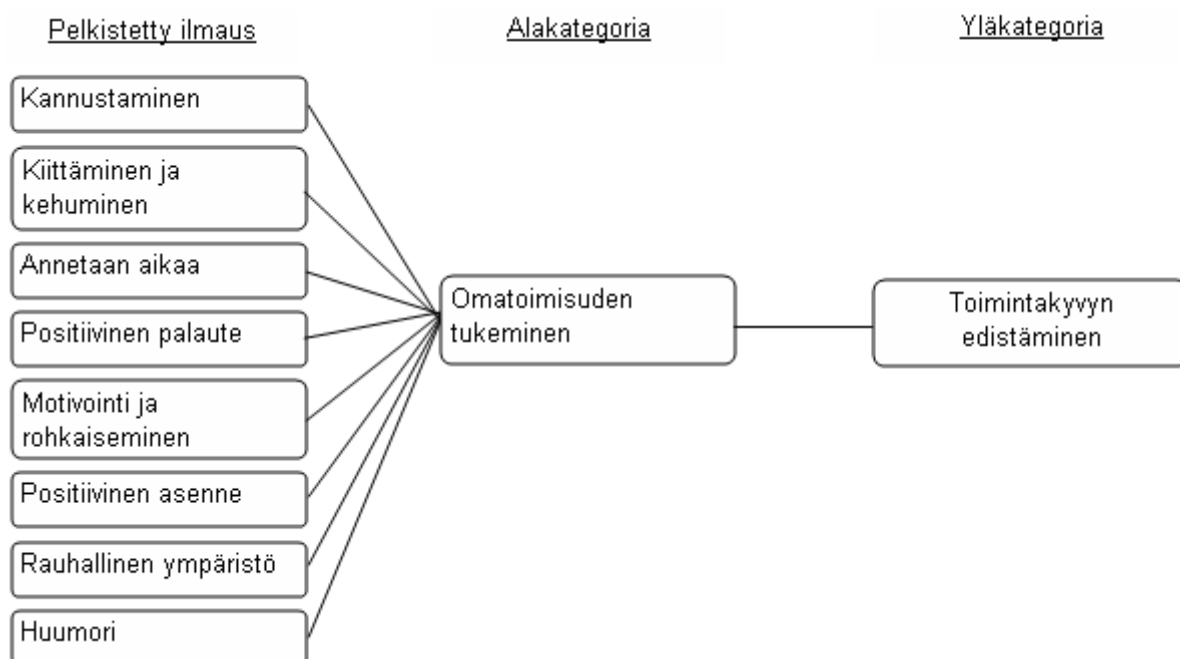 Pelkistetty ilmaus
Alakategoria
Yläkategoria
Kannustaminen
Kiittäminen ja
kehuminen
Annetaan aikaa
Positiivinen palaute
Motivointi ja
rohkaiseminen
Positiivinen asenne
Rauhallinen ympäristö
Huumori
Omatoimisuden
tukeminen
Toimintakyvyn
edistäminen